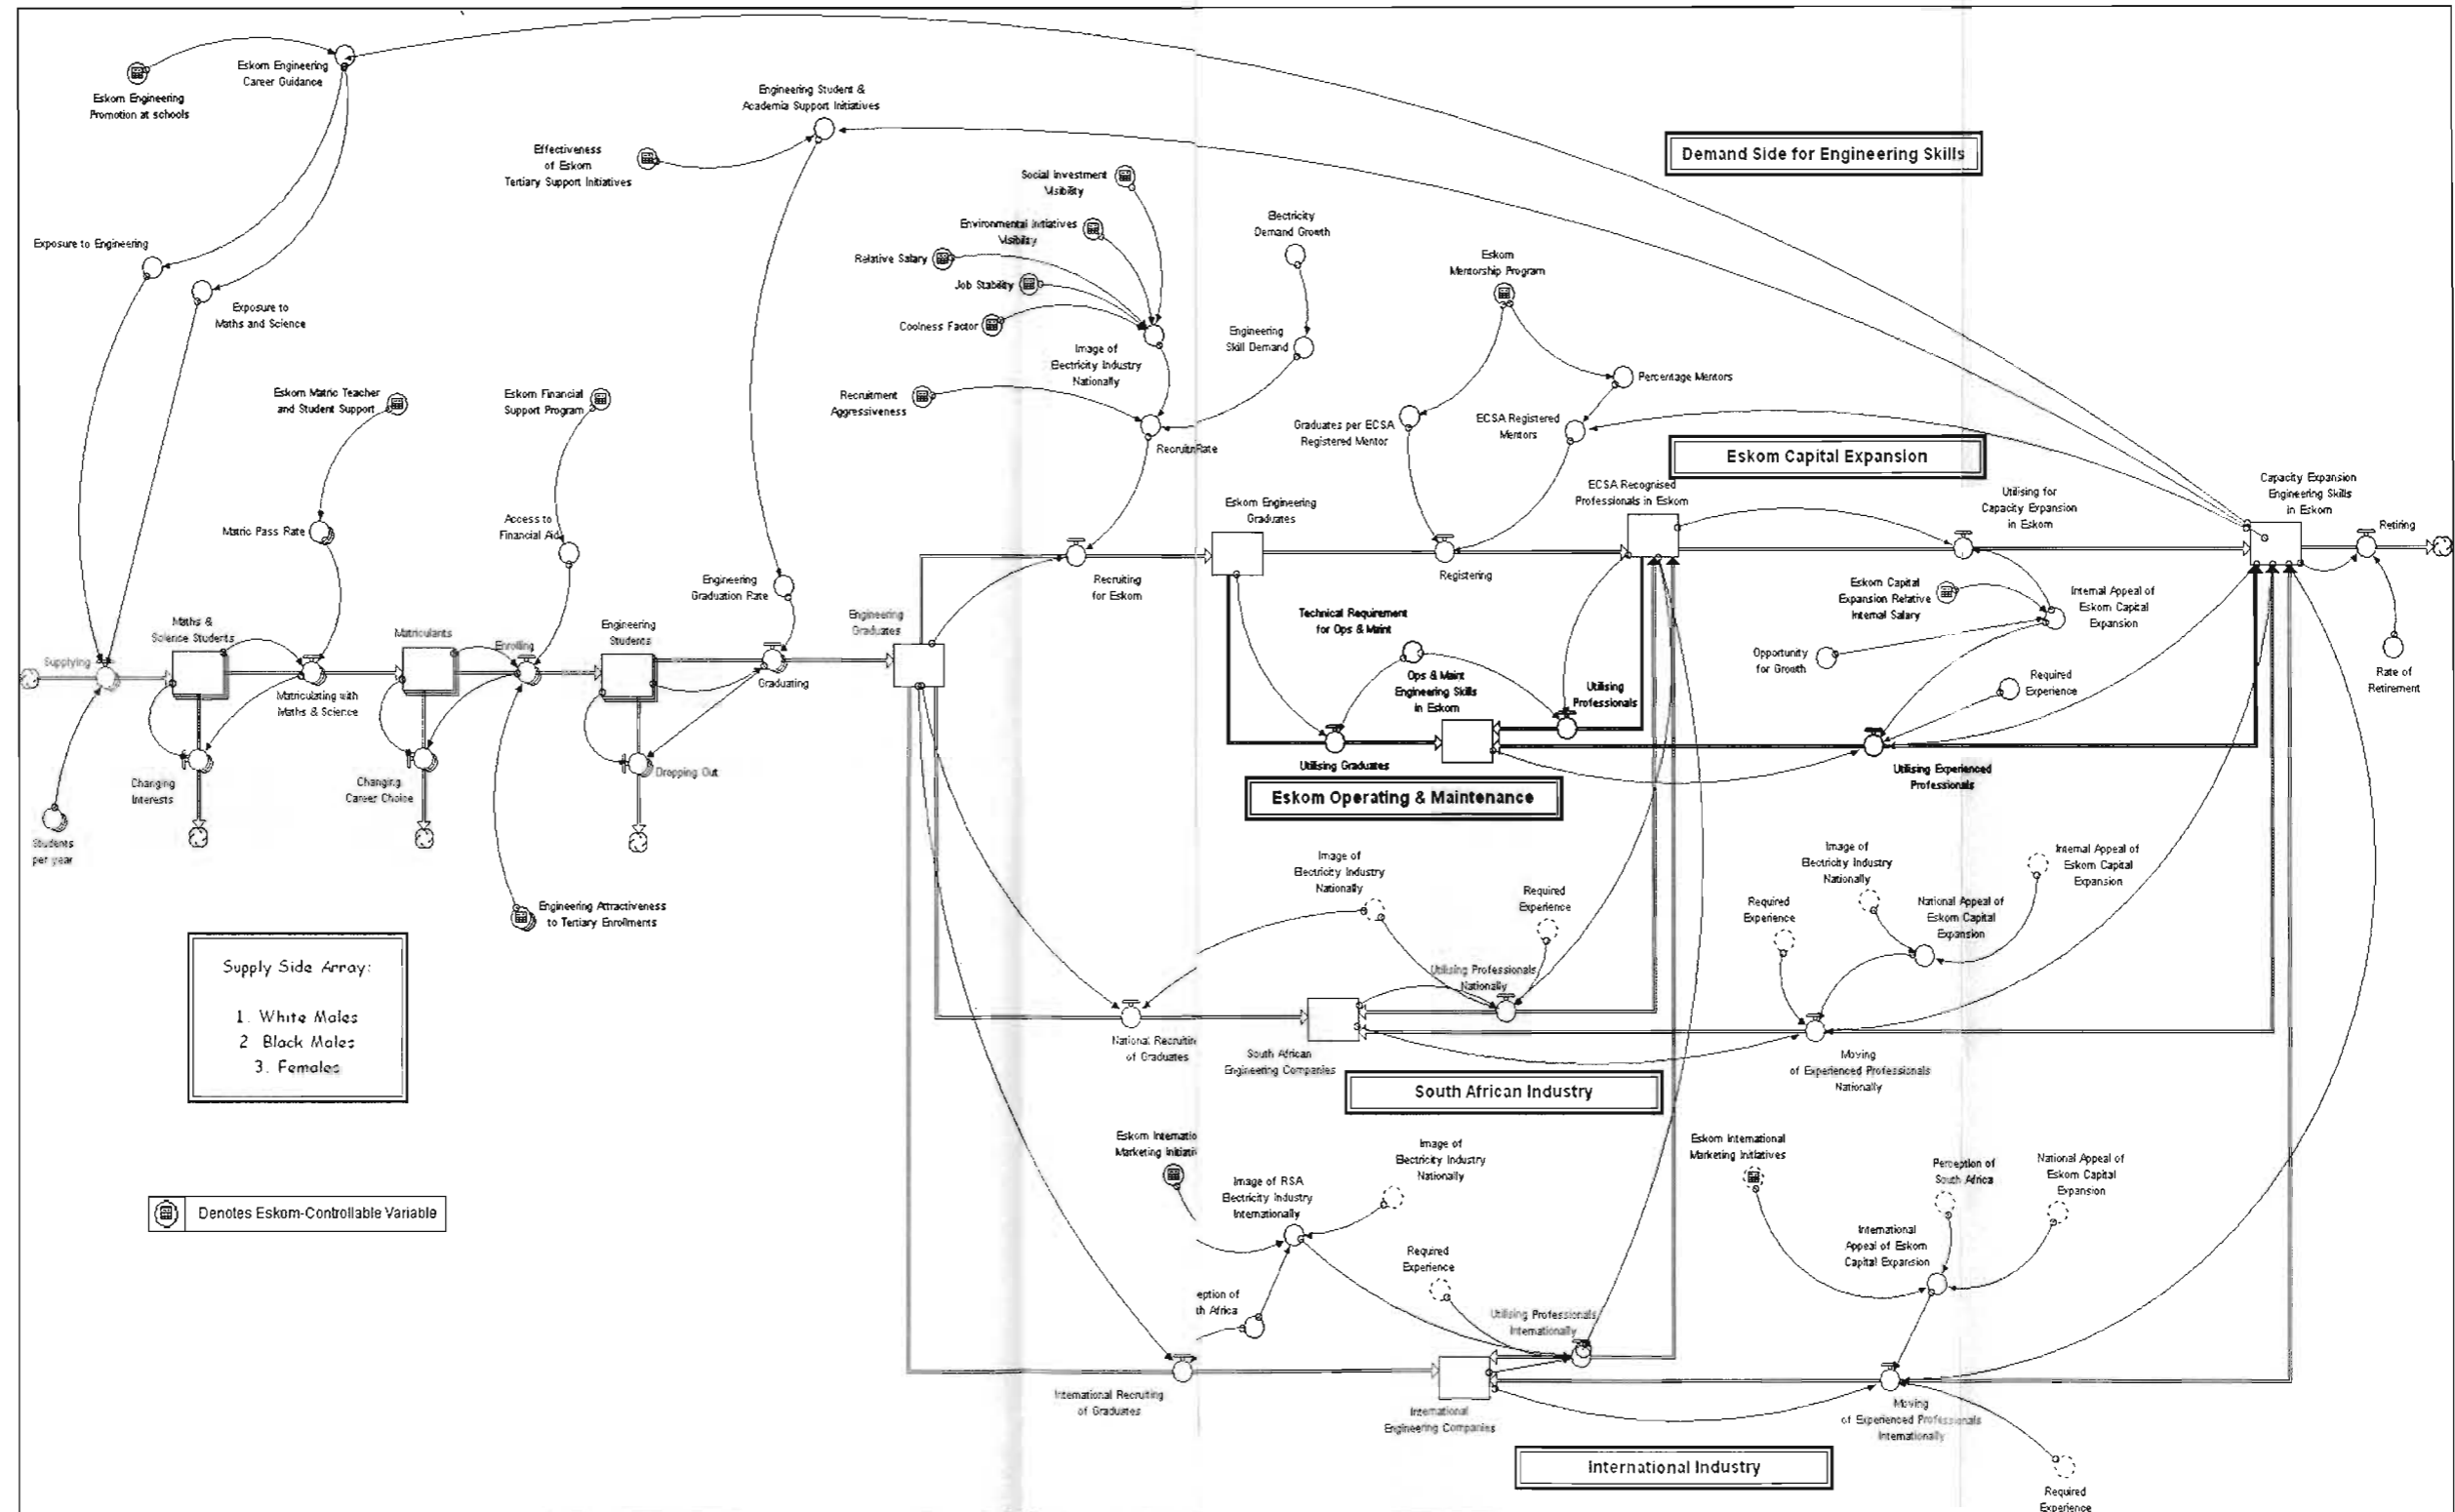 Eskom Engineering
Promotion at schools
Eskom Engineering
Career Guidance
Engineering Student &
Academia Support Initiatives
Effectiveness
of Eskom
Tertiary Support Initiatives
Demand Side for Engineering Skills
Social Investment
Visibility
Environmental Initiatives
Visibility
Relative Salary
Job Stability
Coolness Factor
Image of
Electricity Industry
Nationally
Recruitment
Aggressiveness
Electricity
Demand Growth
Engineering
Skill Demand
Eskom
Mentorship Program
Percentage Mentors
Graduates per ECSA
Registered Mentor
ECSA Registered
Mentors
Exposure to Engineering
Exposure to
Maths and Science
Eskom Matric Teacher
and Student Support
Eskom Financial
Support Program
Matric Pass Rate
Access to
Financial Aid
Engineering
Graduation Rate
Eskom Capital Expansion
Eskom Engineering
Graduates
ECSA Recognised
Professionals in Eskom
Utilising for
Capacity Expansion
in Eskom
Capacity Expansion
Engineering Skills
in Eskom
Retiring
Recruiting
for Eskom
Registering
Supplying
Maths &
Science Students
Matriculating with
Maths & Science
Matriculants
Enrolling
Engineering
Students
Graduating
Engineering
Graduates
Changing
Interests
Changing
Career Choice
Dropping Out
Students
per year
Engineering Attractiveness
to Tertiary Enrollments
Technical Requirement
for Ops & Maint
Ops & Maint
Engineering Skills
in Eskom
Utilising
Professionals
Utilising Graduates
Eskom Capital
Expansion Relative
Internal Salary
Internal Appeal of
Eskom Capital
Expansion
Opportunity
for Growth
Required
Experience
Rate of
Retirement
Utilising Experienced
Professionals
Eskom Operating & Maintenance
Supply Side Array:
1. White Males
2 Black Males
3. Females
Denotes Eskom-Controllable Variable
Image of
Electricity Industry
Nationally
Required
Experience
Utilising Professionals
Nationally
Required
Experience
Image of
Electricity Industry
Nationally
National Appeal of
Eskom Capital
Expansion
Internal Appeal of
Eskom Capital
Expansion
of Graduates
South African
Engineering Companies
Moving
of Experienced Professionals
Nationally
South African Industry
Image of RSA
Electricity Industry
Internationally
Image of
Electricity Industry
Nationally
Required
Experience
Utilising Professionals
Internationally
Eskom International
Marketing Initiatives
Perception of
South Africa
National Appeal of
Eskom Capital
Expansion
International
Appeal of Eskom
Capital Expansion
International Recruiting
of Graduates
International
Engineering Companies
Moving
of Experienced Professionals
Internationally
International Industry
Required
Experience